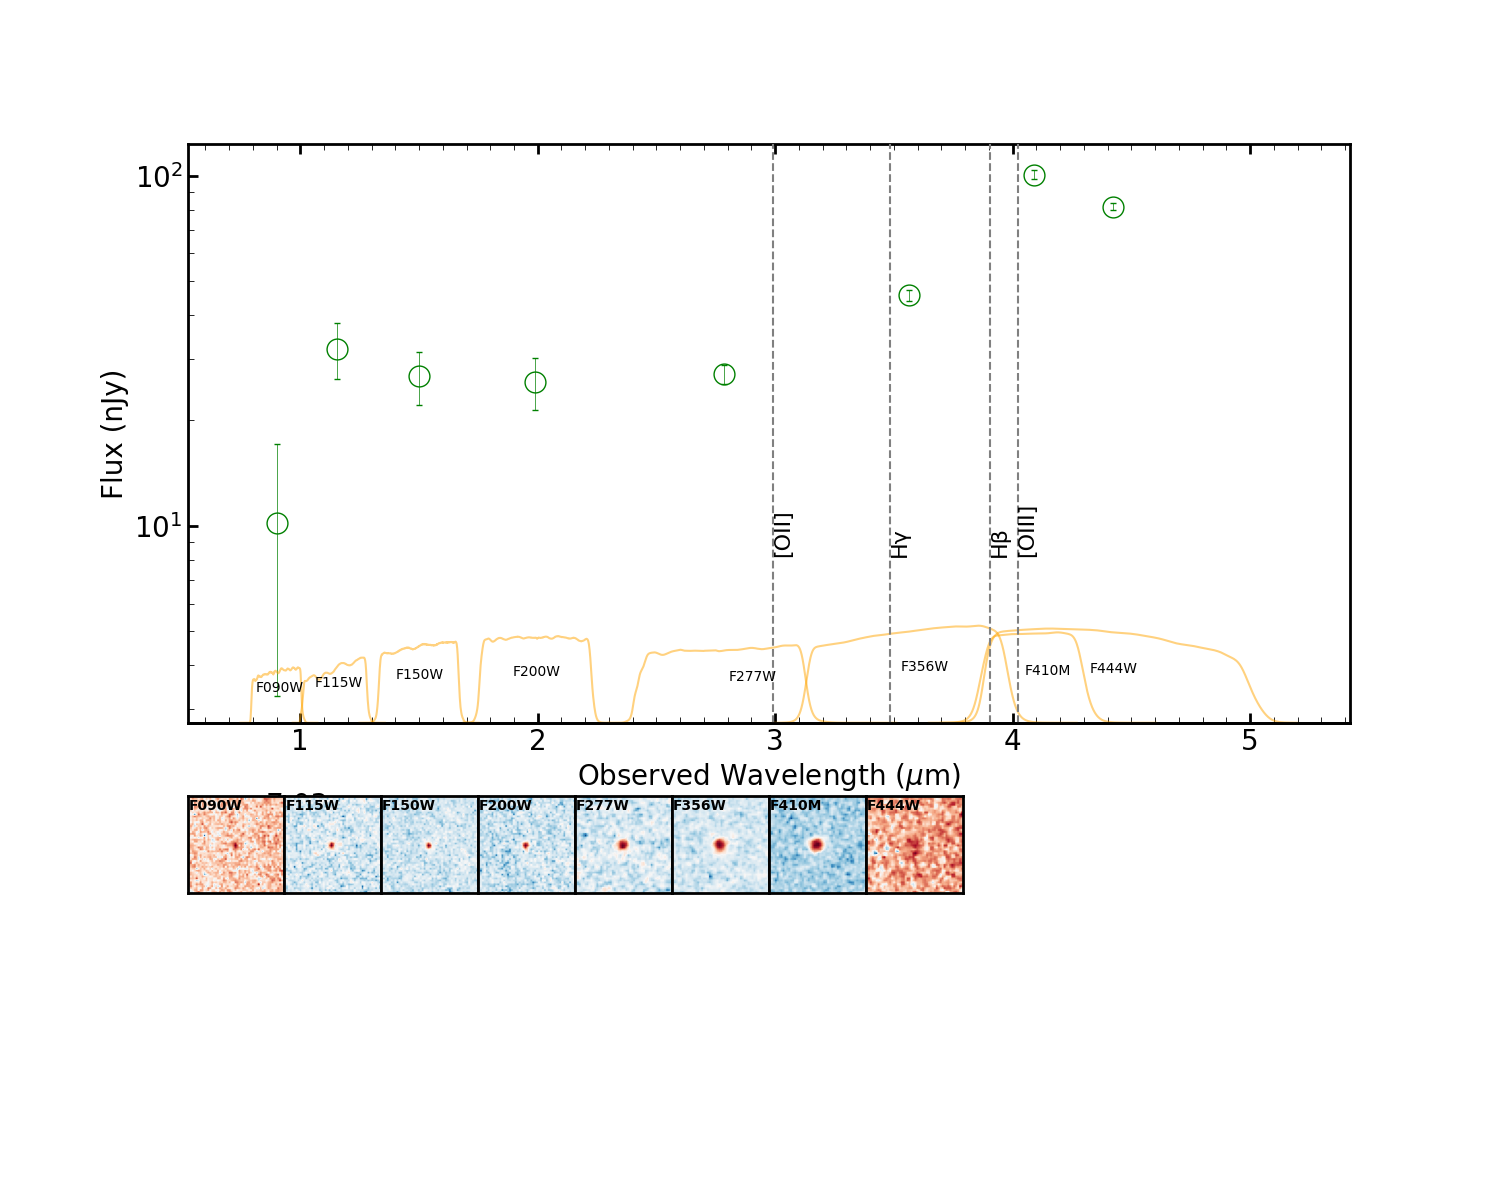 10²
10¹
Flux (nJy)
[OII]
Hγ
Hβ
[OIII]
F090W
F115W
F150W
F200W
F277W
F356W
F410M
F444W
1
2
3
4
5
Observed Wavelength (μm)
F090W
F115W
F150W
F200W
F277W
F356W
F410M
F444W